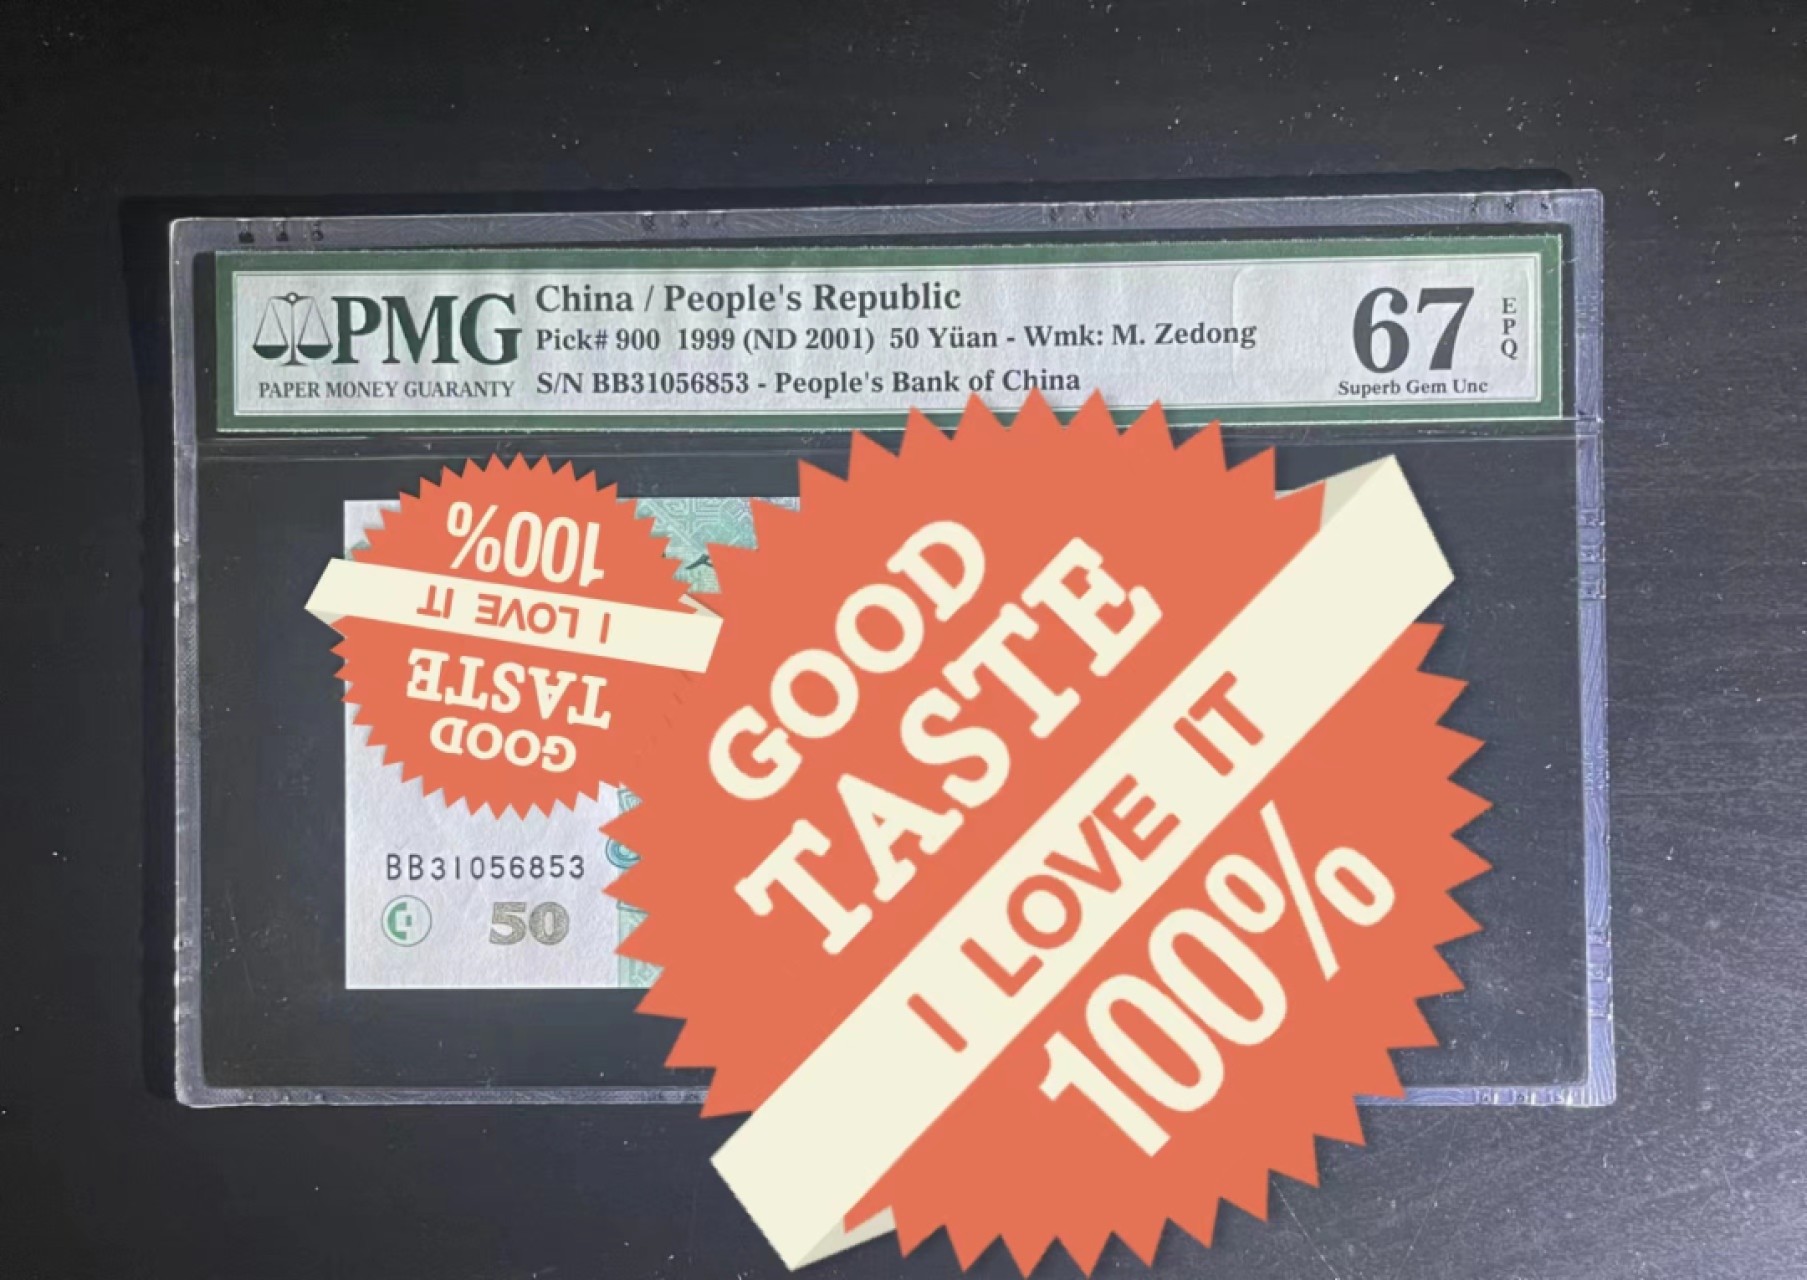 PMG
PAPER MONEY GUARANTY
China / People's Republic
Pick# 900 1999 (ND 2001) 50 Yüan - Wmk: M. Zedong
S/N BB31056853 - People's Bank of China
67
EPQ
Superb Gem Unc
GOOD
TASTE
I LOVE IT
100%
GOOD
TASTE
I LOVE IT
100%
BB31056853
50